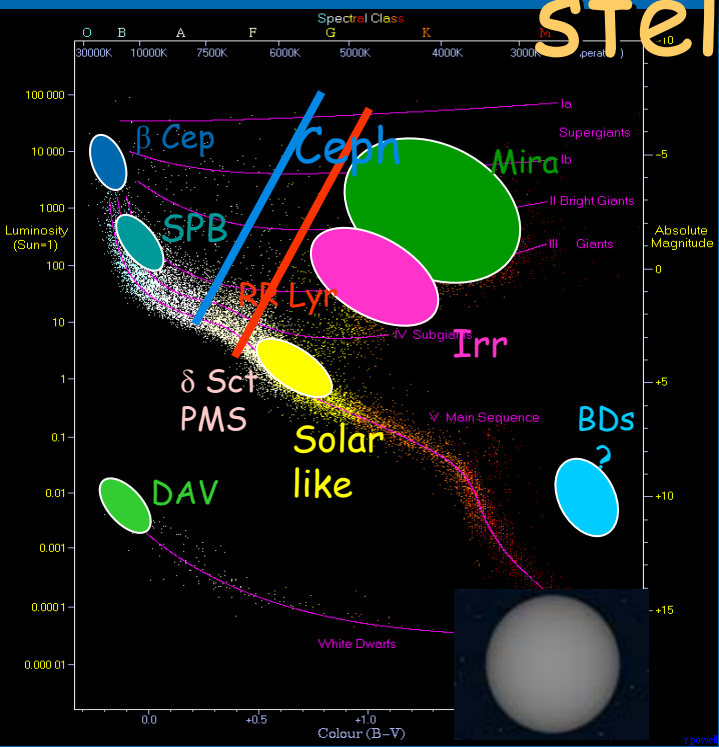 stel
Spectral Class
O B A F G K M
30000K 10000K 7500K 6000K 5000K 4000K 3000K
-10
100 000
Ia
β Cep
Ceph
Supergiants
10 000
Mira
Ib
-5
1000
II Bright Giants
SPB
Luminosity
(Sun=1)
III Giants
Absolute
Magnitude
100
0
RR Lyr
10
IV Subgiants
Irr
1
δ Sct
PMS
+5
V Main Sequence
BDs
?
0.1
Solar
like
DAV
0.01
+10
0.001
0.0001
+15
White Dwarfs
0.000 01
0.0 +0.5 +1.0
Colour (B-V)